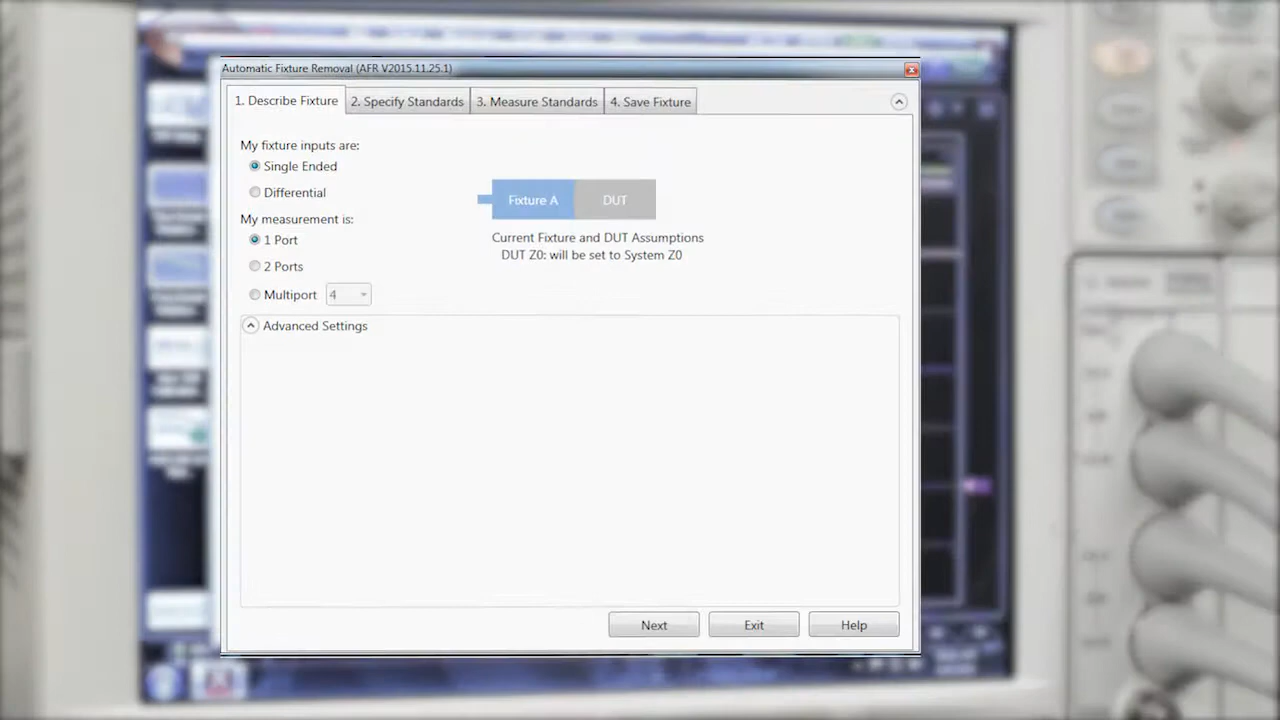 Automatic Fixture Removal (AFR V2015.11.25.1)
1. Describe Fixture
2. Specify Standards
3. Measure Standards
4. Save Fixture
My fixture inputs are:
Single Ended
Differential
My measurement is:
1 Port
2 Ports
Multiport 4
Fixture A
DUT
Current Fixture and DUT Assumptions
DUT Z0: will be set to System Z0
Advanced Settings
Next
Exit
Help